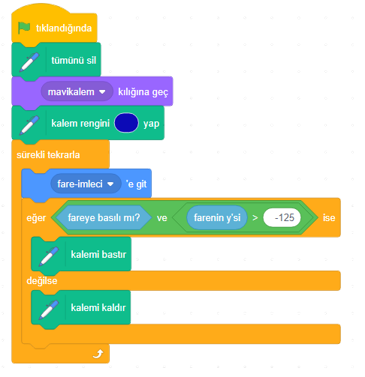 tıklandığında
tümünü sil
mavikalem kılığına geç
kalem rengini yap
sürekli tekrarla
fare-imleci 'e git
eğer fareye basılı mı? ve farenin y'si > -125 ise
kalemi bastır
değilse
kalemi kaldır